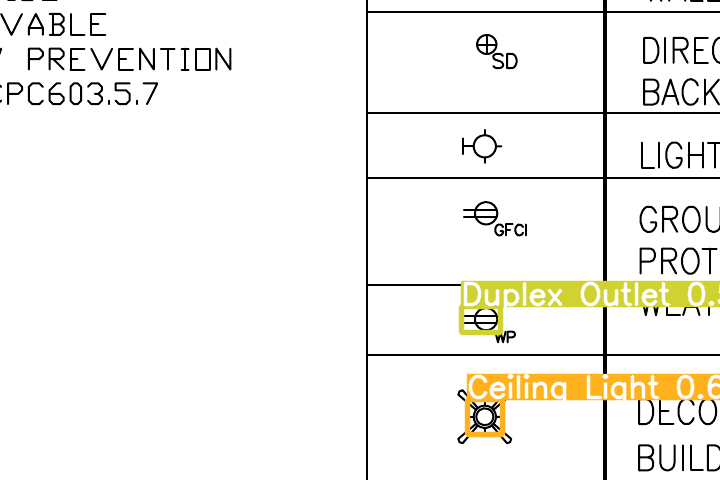 VABLE
PREVENTION
CPC603.5.7
SD
DIREC
BACK
LIGHT
GFCI
GROU
PROT
Duplex Outlet 0.5
WP
WEAT
Ceiling Light 0.6
DECO
BUILD